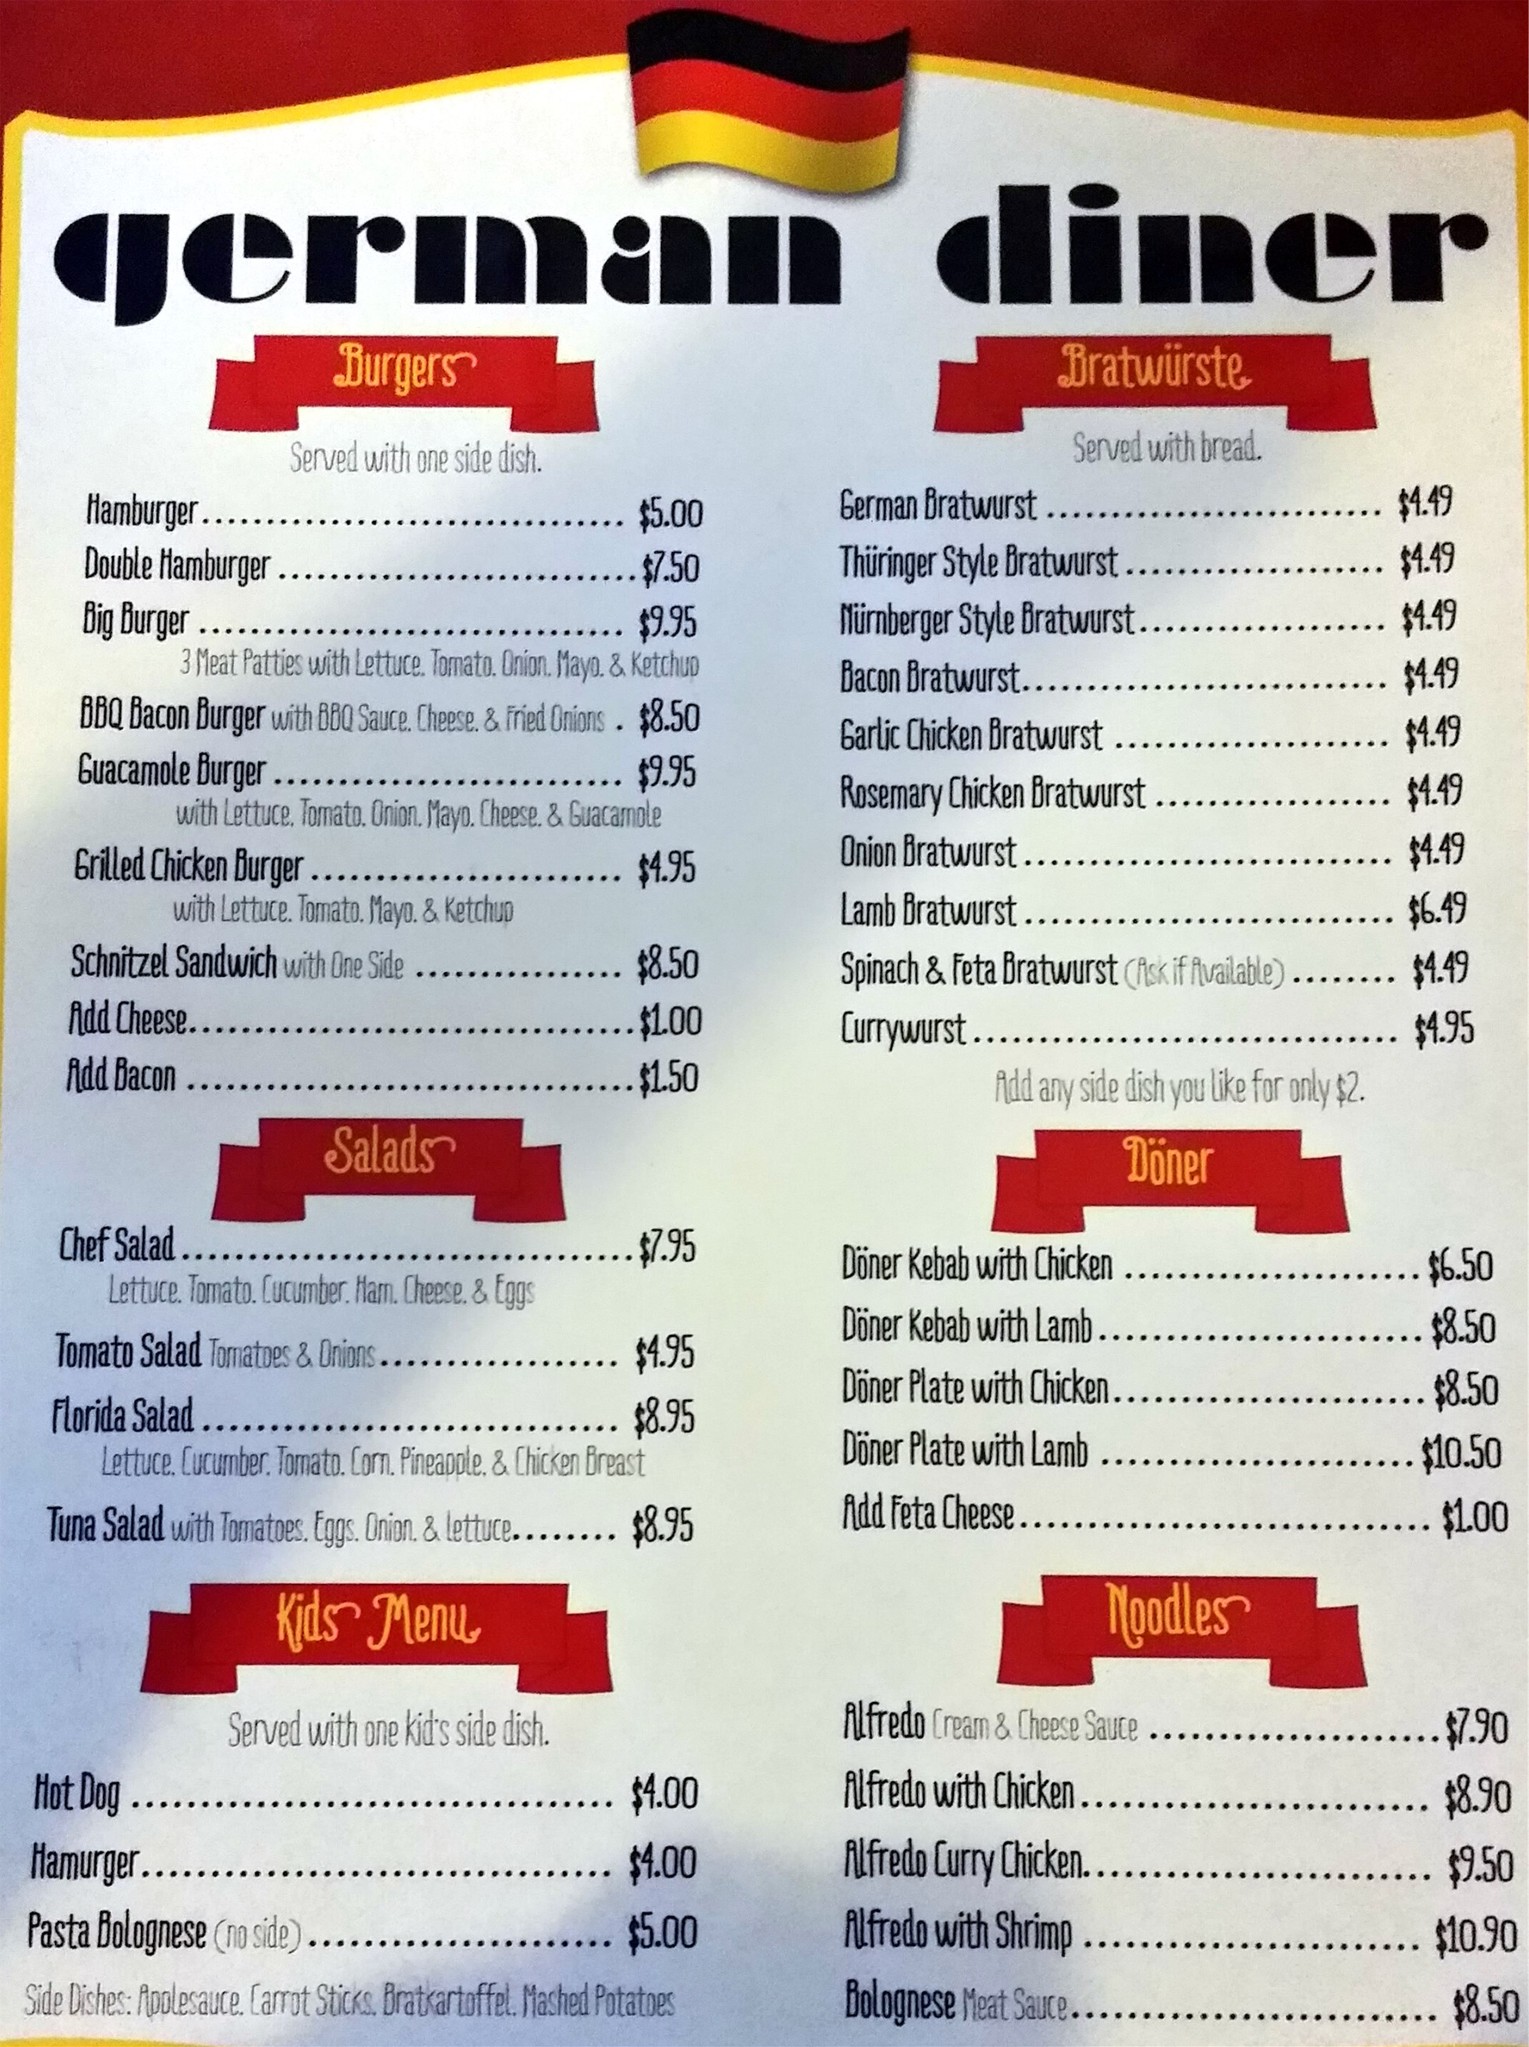 german diner
Burgers
Served with one side dish.
Hamburger................................ $5.00
Double Hamburger ............................$7.50
Big Burger ................................. $9.95
3 Meat Patties with Lettuce, Tomato, Onion, Mayo, & Ketchup
BBQ Bacon Burger with BBQ Sauce, Cheese, & Fried Onions . $8.50
Guacamole Burger ........................... $9.95
with Lettuce, Tomato, Onion, Mayo, Cheese, & Guacamole
Grilled Chicken Burger ........................ $4.95
with Lettuce, Tomato, Mayo, & Ketchup
Schnitzel Sandwich with One Side ................ $8.50
Add Cheese..................................$1.00
Add Bacon ..................................$1.50
Salads
Chef Salad ..................................$7.95
Lettuce, Tomato, Cucumber, Ham, Cheese, & Eggs
Tomato Salad Tomatoes & Onions.................. $4.95
Florida Salad ............................... $8.95
Lettuce, Cucumber, Tomato, Corn, Pineapple, & Chicken Breast
Tuna Salad with Tomatoes, Eggs, Onion, & lettuce........ $8.95
Kids Menu
Served with one kid's side dish.
Hot Dog ................................... $4.00
Hamurger.................................. $4.00
Pasta Bolognese (no side)...................... $5.00
Side Dishes: Applesauce, Carrot Sticks, Bratkartoffel, Mashed Potatoes
Bratwürste
Served with bread.
German Bratwurst .......................... $4.49
Thüringer Style Bratwurst .................... $4.49
Nürnberger Style Bratwurst................... $4.49
Bacon Bratwurst............................ $4.49
Garlic Chicken Bratwurst ..................... $4.49
Rosemary Chicken Bratwurst .................. $4.49
Onion Bratwurst ............................ $4.49
Lamb Bratwurst ............................ $6.49
Spinach & Feta Bratwurst (Ask if Available) ........ $4.49
Currywurst ................................ $4.95
Add any side dish you like for only $2.
Döner
Döner Kebab with Chicken ...................... $6.50
Döner Kebab with Lamb........................ $8.50
Döner Plate with Chicken....................... $8.50
Döner Plate with Lamb ........................$10.50
Add Feta Cheese............................... $1.00
Noodles
Alfredo Cream & Cheese Sauce .....................$7.90
Alfredo with Chicken.......................... $8.90
Alfredo Curry Chicken.......................... $9.50
Alfredo with Shrimp ......................... $10.90
Bolognese Meat Sauce........................... $8.50